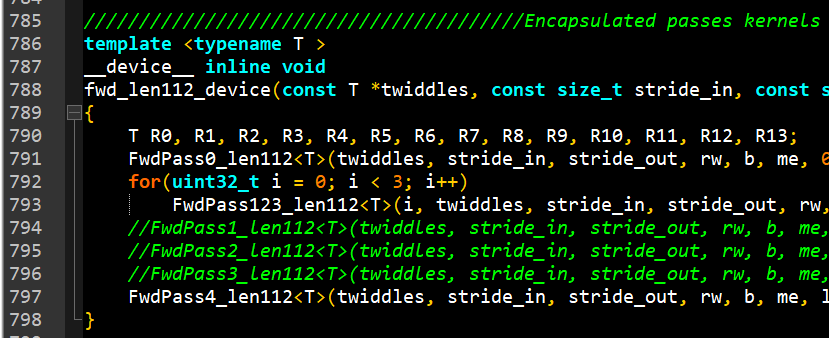 785 ////////////////////////////////////////Encapsulated passes kernels
786 template <typename T >
787 __device__ inline void
788 fwd_len112_device(const T *twiddles, const size_t stride_in, const s
789 {
790 T R0, R1, R2, R3, R4, R5, R6, R7, R8, R9, R10, R11, R12, R13;
791 FwdPass0_len112<T>(twiddles, stride_in, stride_out, rw, b, me, 0
792 for(uint32_t i = 0; i < 3; i++)
793 FwdPass123_len112<T>(i, twiddles, stride_in, stride_out, rw,
794 //FwdPass1_len112<T>(twiddles, stride_in, stride_out, rw, b, me,
795 //FwdPass2_len112<T>(twiddles, stride_in, stride_out, rw, b, me,
796 //FwdPass3_len112<T>(twiddles, stride_in, stride_out, rw, b, me,
797 FwdPass4_len112<T>(twiddles, stride_in, stride_out, rw, b, me, l
798 }